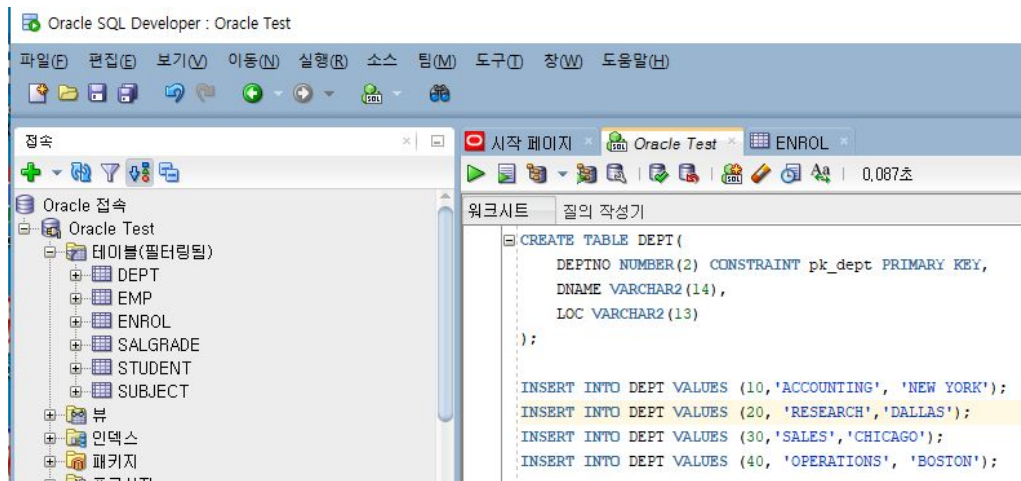 Oracle SQL Developer : Oracle Test
파일(F) 편집(E) 보기(V) 이동(N) 실행(R) 소스 팀(M) 도구(T) 창(W) 도움말(H)
접속
시작 페이지 Oracle Test ENROL
0,087초
Oracle 접속
Oracle Test
테이블(필터링됨)
DEPT
EMP
ENROL
SALGRADE
STUDENT
SUBJECT
뷰
인덱스
패키지
워크시트 질의 작성기
CREATE TABLE DEPT(
DEPTNO NUMBER(2) CONSTRAINT pk_dept PRIMARY KEY,
DNAME VARCHAR2(14),
LOC VARCHAR2(13)
);
INSERT INTO DEPT VALUES (10,'ACCOUNTING', 'NEW YORK');
INSERT INTO DEPT VALUES (20, 'RESEARCH','DALLAS');
INSERT INTO DEPT VALUES (30,'SALES','CHICAGO');
INSERT INTO DEPT VALUES (40, 'OPERATIONS', 'BOSTON');